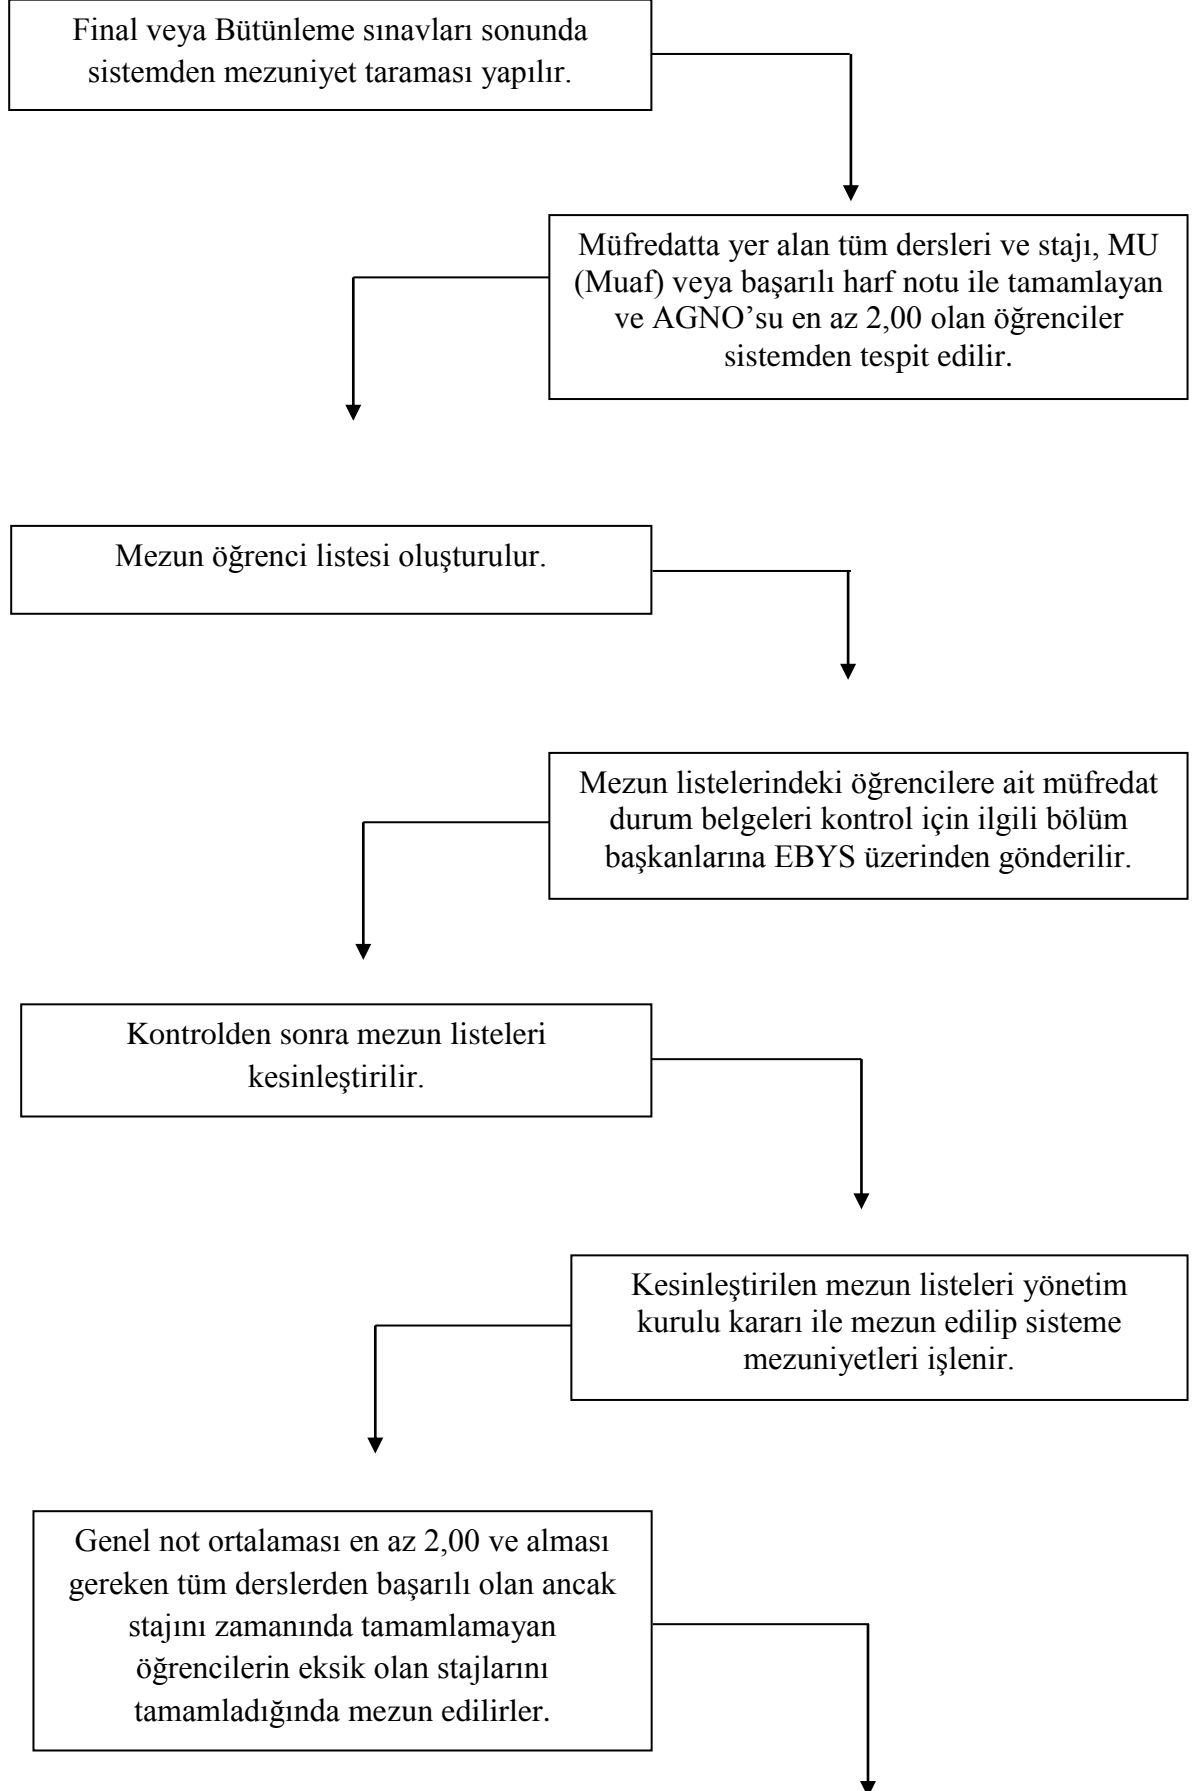 Final veya Bütünleme sınavları sonunda
sistemden mezuniyet taraması yapılır.
Müfredatta yer alan tüm dersleri ve stajı, MU
(Muaf) veya başarılı harf notu ile tamamlayan
ve AGNO’su en az 2,00 olan öğrenciler
sistemden tespit edilir.
Mezun öğrenci listesi oluşturulur.
Mezun listelerindeki öğrencilere ait müfredat
durum belgeleri kontrol için ilgili bölüm
başkanlarına EBYS üzerinden gönderilir.
Kontrolden sonra mezun listeleri
kesinleştirilir.
Kesinleştirilen mezun listeleri yönetim
kurulu kararı ile mezun edilip sisteme
mezuniyetleri işlenir.
Genel not ortalaması en az 2,00 ve alması
gereken tüm derslerden başarılı olan ancak
stajını zamanında tamamlamayan
öğrencilerin eksik olan stajlarını
tamamladığında mezun edilirler.